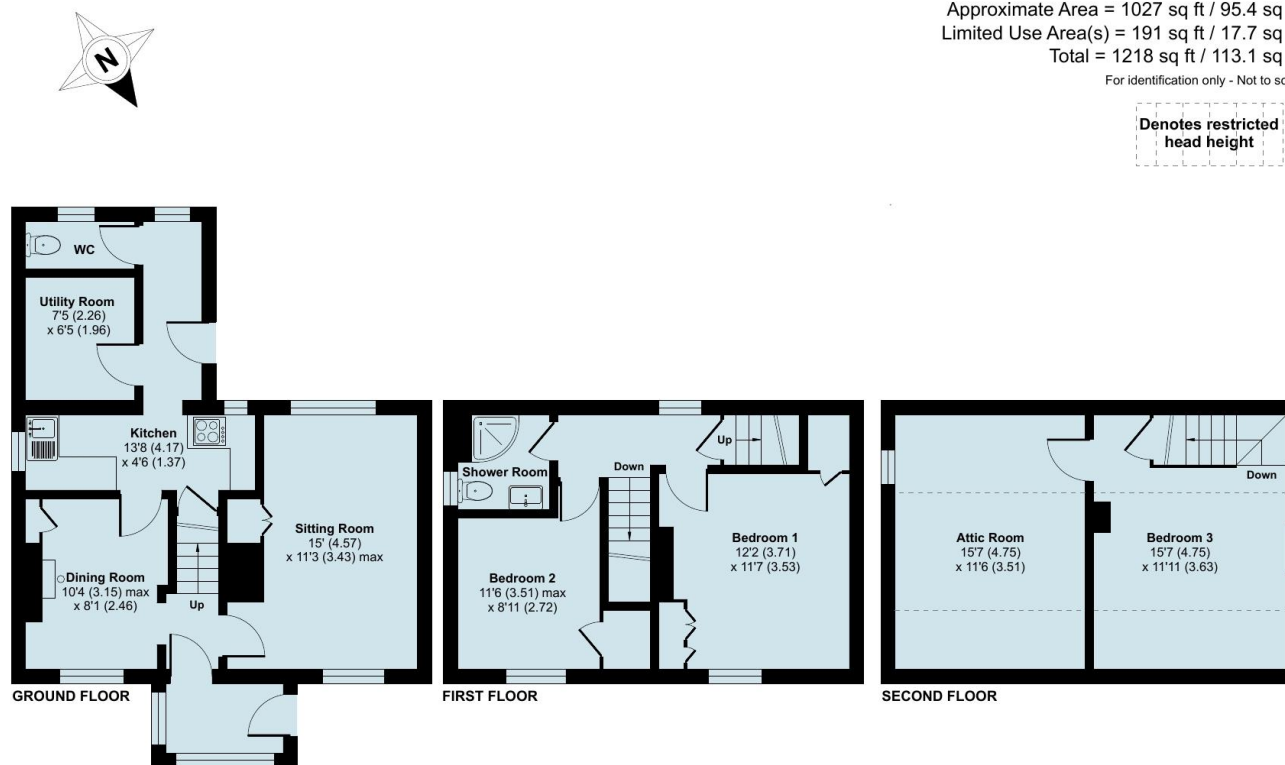 Approximate Area = 1027 sq ft / 95.4 sq
Limited Use Area(s) = 191 sq ft / 17.7 sq
Total = 1218 sq ft / 113.1 sq
For identification only - Not to sc
N
Denotes restricted
head height
WC
Utility Room
7'5 (2.26)
x 6'5 (1.96)
Kitchen
13'8 (4.17)
x 4'6 (1.37)
Sitting Room
15' (4.57)
x 11'3 (3.43) max
Dining Room
10'4 (3.15) max
x 8'1 (2.46)
Up
GROUND FLOOR
Shower Room
Down
Up
Bedroom 1
12'2 (3.71)
x 11'7 (3.53)
Bedroom 2
11'6 (3.51) max
x 8'11 (2.72)
FIRST FLOOR
Down
Attic Room
15'7 (4.75)
x 11'6 (3.51)
Bedroom 3
15'7 (4.75)
x 11'11 (3.63)
SECOND FLOOR